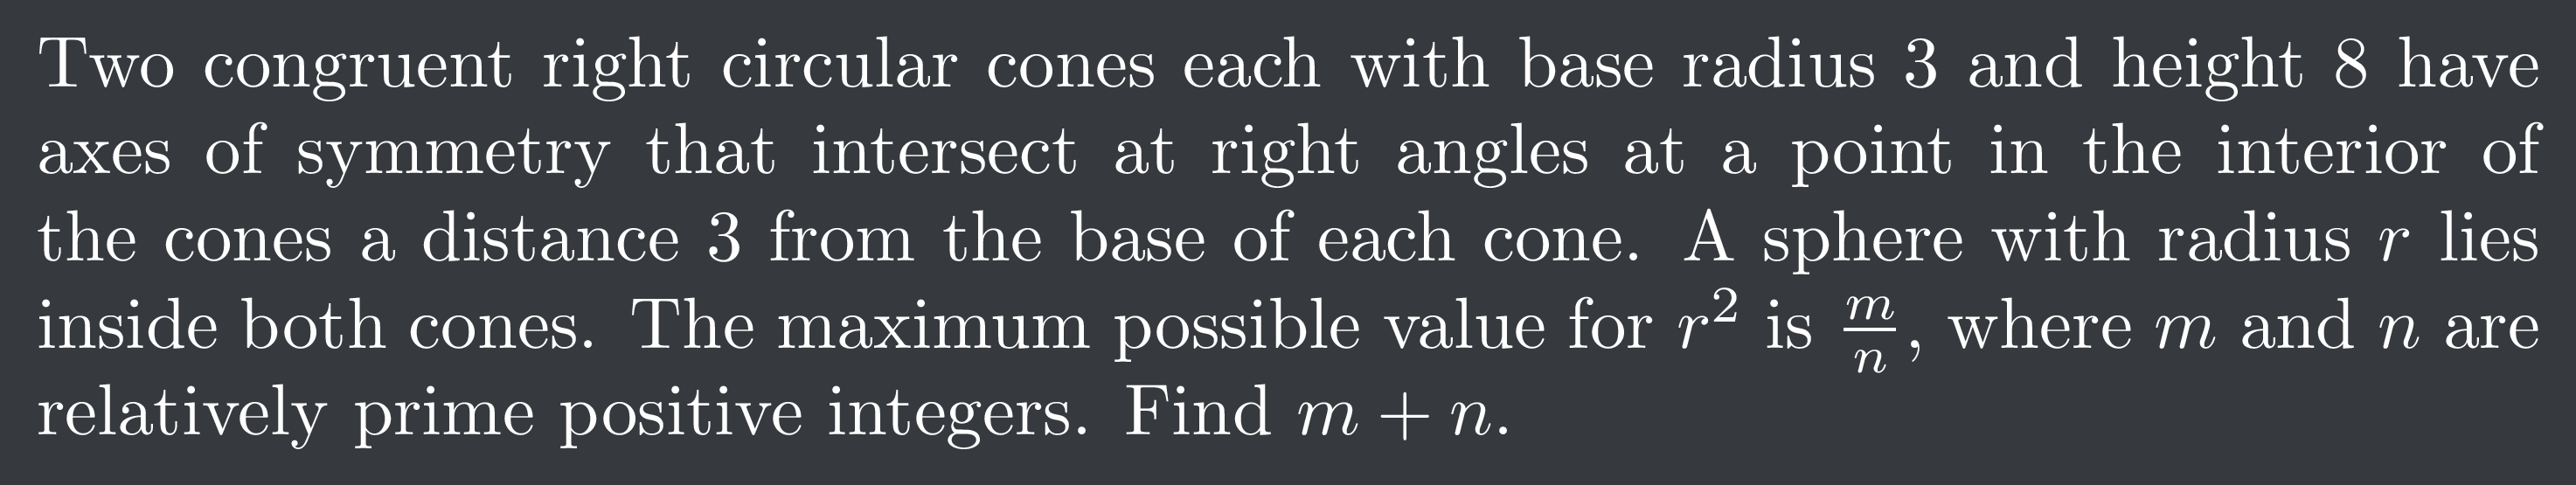 Two congruent right circular cones each with base radius 3 and height 8 have
axes of symmetry that intersect at right angles at a point in the interior of
the cones a distance 3 from the base of each cone. A sphere with radius r lies
inside both cones. The maximum possible value for r² is m/n, where m and n are
relatively prime positive integers. Find m + n.